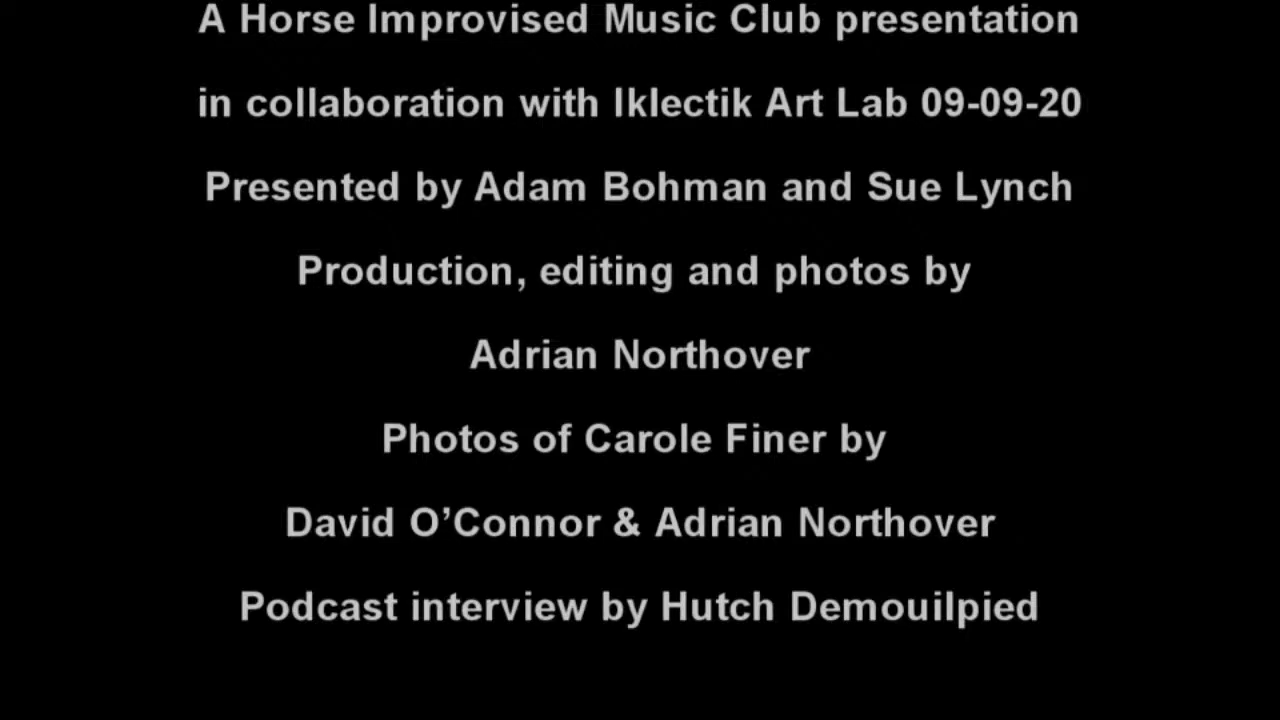 A Horse Improvised Music Club presentation
in collaboration with Iklectik Art Lab 09-09-20
Presented by Adam Bohman and Sue Lynch
Production, editing and photos by
Adrian Northover
Photos of Carole Finer by
David O’Connor & Adrian Northover
Podcast interview by Hutch Demouilpied